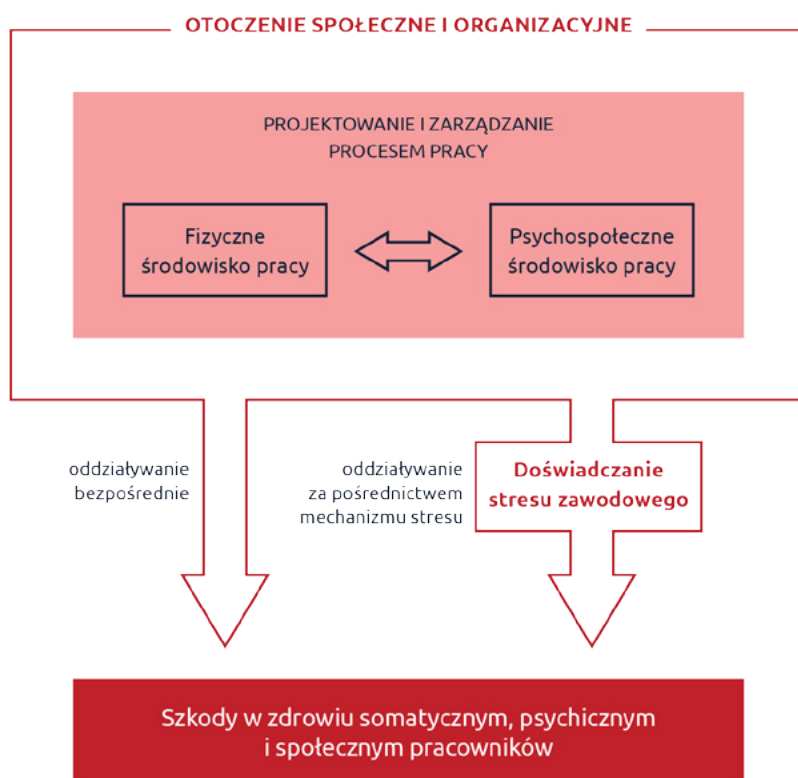 OTOCZENIE SPOŁECZNE I ORGANIZACYJNE
PROJEKTOWANIE I ZARZĄDZANIE
PROCESEM PRACY
Fizyczne
środowisko pracy
Psychospołeczne
środowisko pracy
oddziaływanie
bezpośrednie
oddziaływanie
za pośrednictwem
mechanizmu stresu
Doświadczanie
stresu zawodowego
Szkody w zdrowiu somatycznym, psychicznym
i społecznym pracowników